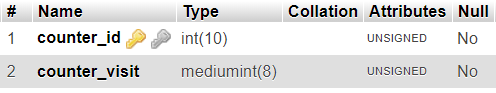 # Name Type Collation Attributes Null
1 counter_id int(10) UNSIGNED No
2 counter_visit mediumint(8) UNSIGNED No